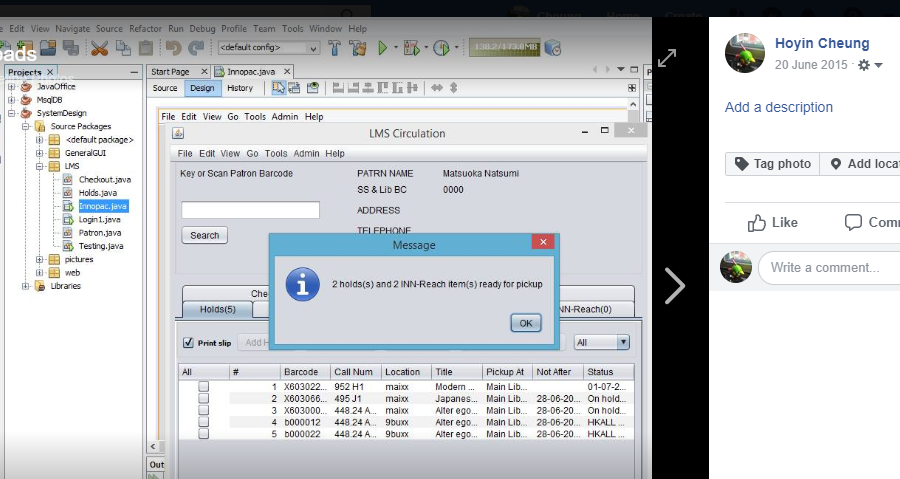 Edit View Navigate Source Refactor Run Debug Profile Team Tools Window Help
<default config>
138.2/173.0MB
oads
Projects
JavaOffice
MsqlDB
SystemDesign
Source Packages
<default package>
GeneralGUI
LMS
Checkout.java
Holds.java
Innopac.java
Login1.java
Patron.java
Testing.java
pictures
web
Libraries
Start Page Innopac.java
Source Design History
File Edit View Go Tools Admin Help
LMS Circulation
File Edit View Go Tools Admin Help
Key or Scan Patron Barcode
PATRN NAME Matsuoka Natsumi
SS & Lib BC 0000
ADDRESS
TELEPHONE
Search
Message
2 holds(s) and 2 INN-Reach item(s) ready for pickup
OK
Che
Holds(5) NN-Reach(0)
Print slip Add H All
All # Barcode Call Num Location Title Pickup At Not After Status
1 X603022... 952 H1 maixx Modern ... Main Lib... 01-07-2...
2 X603066... 495 J1 maixx Japanes... Main Lib... 28-06-20... On hold...
3 X603000... 448.24 A... maixx Alter ego... Main Lib... 28-06-20... On hold...
4 b000012 448.24 A... 9buxx Alter ego... Main Lib... 28-06-20... HKALL ...
5 b000022 448.24 A... 9buxx Alter ego... Main Lib... 28-06-20... HKALL ...
Out
Hoyin Cheung
20 June 2015
Add a description
Tag photo Add locat
Like Comm
Write a comment...